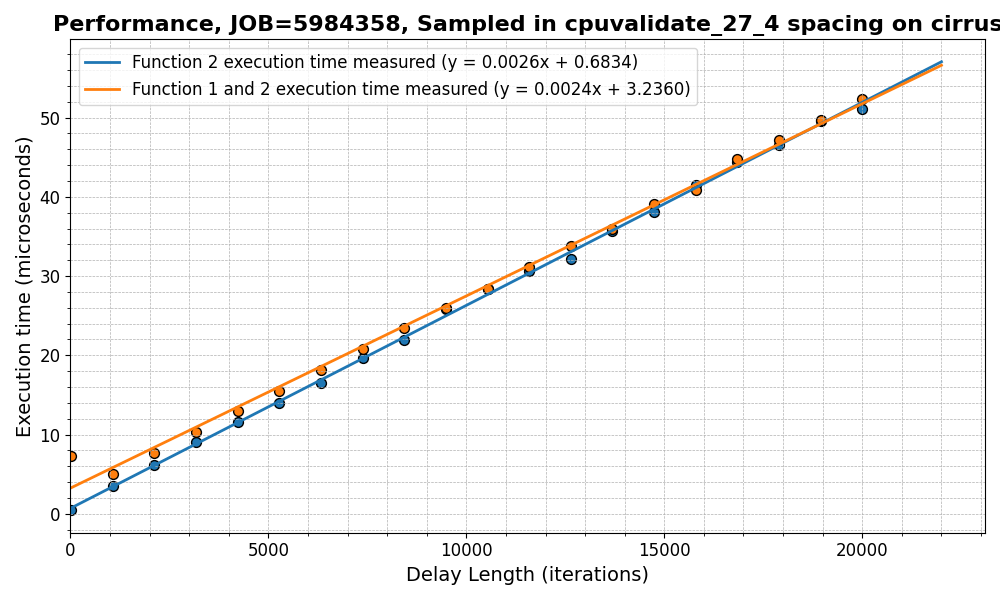 Performance, JOB=5984358, Sampled in cpuvalidate_27_4 spacing on cirrus
Function 2 execution time measured (y = 0.0026x + 0.6834)
Function 1 and 2 execution time measured (y = 0.0024x + 3.2360)
Execution time (microseconds)
50
40
30
20
10
0
0 5000 10000 15000 20000
Delay Length (iterations)